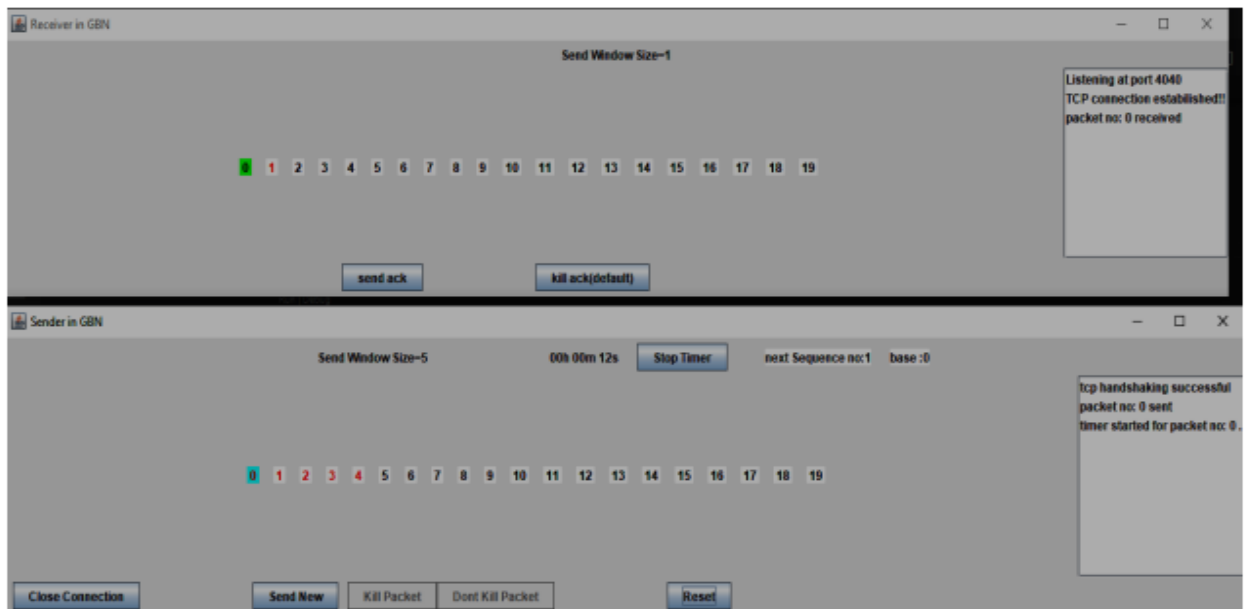 Receiver in GBN
Send Window Size=1
Listening at port 4040
TCP connection estabilished!!
packet no: 0 received
0 1 2 3 4 5 6 7 8 9 10 11 12 13 14 15 16 17 18 19
send ack kill ack(default)
Sender in GBN
Send Window Size=5 00h 00m 12s Stop Timer next Sequence no:1 base :0
tcp handshaking successful
packet no: 0 sent
timer started for packet no: 0 .
0 1 2 3 4 5 6 7 8 9 10 11 12 13 14 15 16 17 18 19
Close Connection Send New Kill Packet Dont Kill Packet Reset